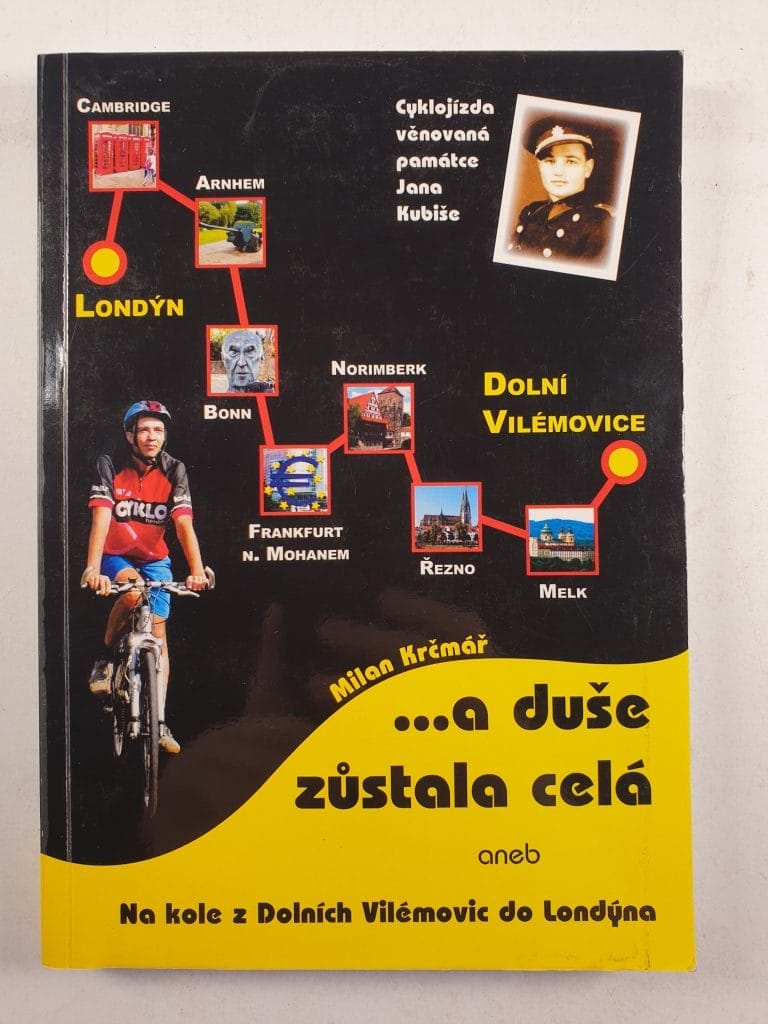 CAMBRIDGE
Cyklojízda
věnovaná
památce
Jana
Kubiše
ARNHEM
LONDÝN
BONN
NORIMBERK
DOLNÍ
VILÉMOVICE
CYKLO
FRANKFURT
N. MOHANEM
ŘEZNO
MELK
Milan Krčmář
...a duše
zůstala celá
aneb
Na kole z Dolních Vilémovic do Londýna